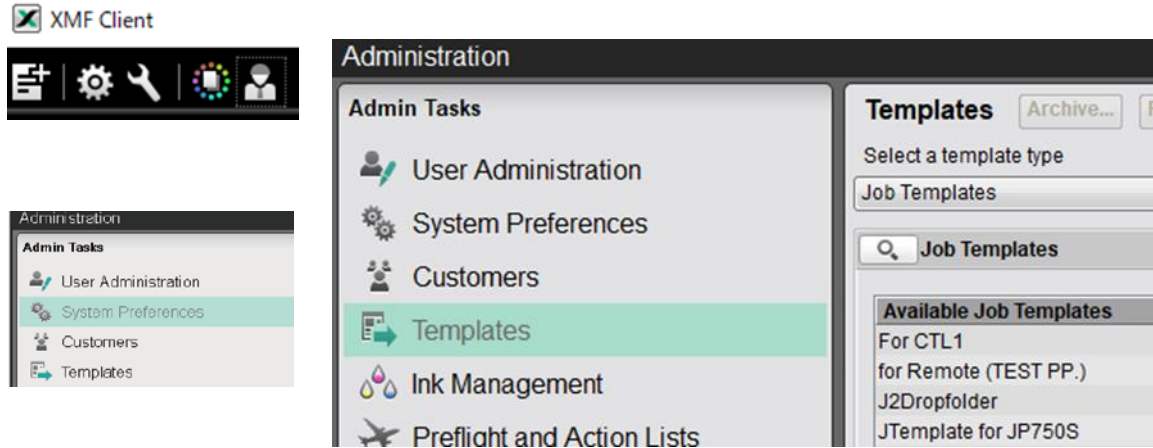 XMF Client
Administration
Admin Tasks
User Administration
System Preferences
Customers
Templates
Administration
Admin Tasks
User Administration
System Preferences
Customers
Templates
Ink Management
Preflight and Action Lists
Templates Archive...
Select a template type
Job Templates
Job Templates
Available Job Templates
For CTL1
for Remote (TEST PP.)
J2Dropfolder
JTemplate for JP750S